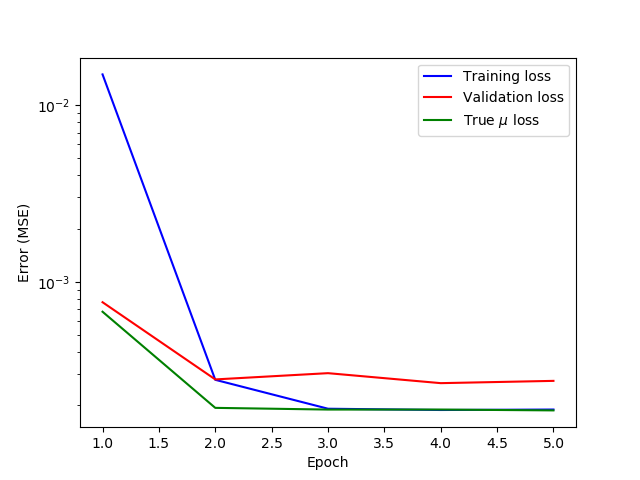 Training loss
Validation loss
True μ loss
Error (MSE)
10⁻²
10⁻³
1.0 1.5 2.0 2.5 3.0 3.5 4.0 4.5 5.0
Epoch